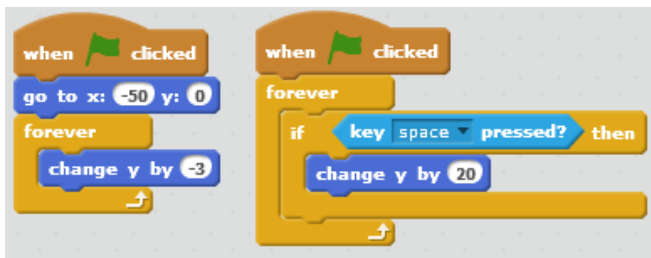 when clicked
go to x: -50 y: 0
forever
change y by -3
when clicked
forever
if key space pressed? then
change y by 20